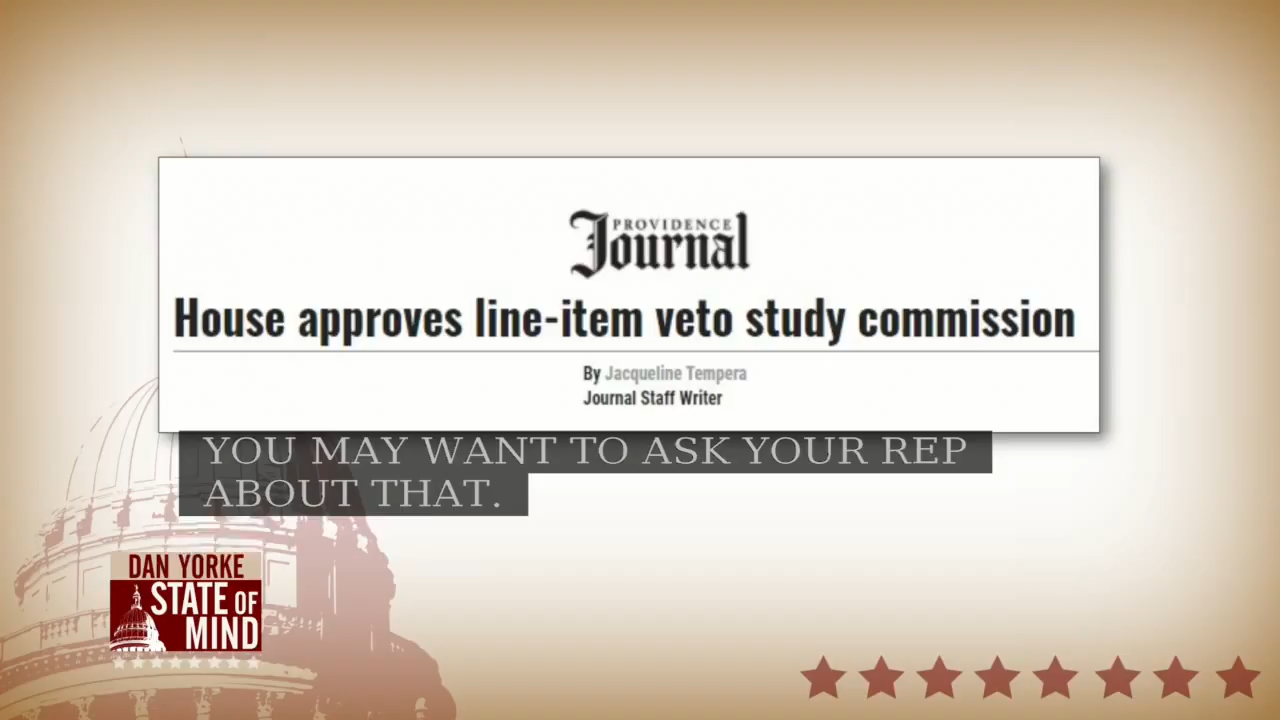 PROVIDENCE
Journal
House approves line-item veto study commission
By Jacqueline Tempera
Journal Staff Writer
YOU MAY WANT TO ASK YOUR REP
ABOUT THAT.
DAN YORKE
STATE OF
MIND